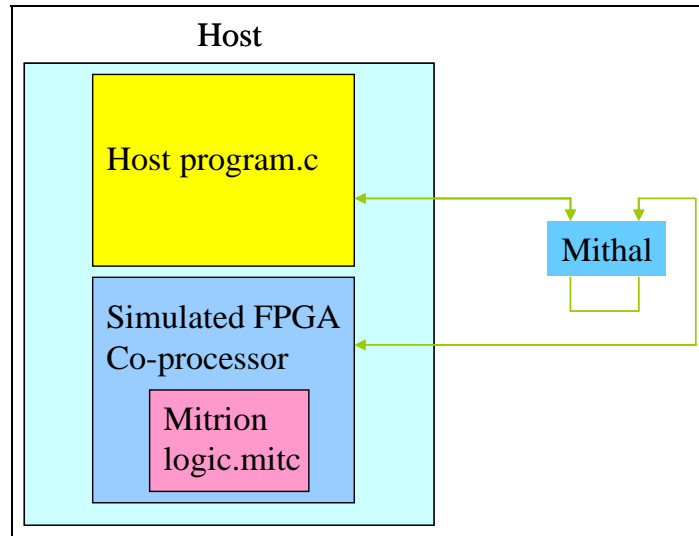 Host
Host program.c
Mithal
Simulated FPGA
Co-processor
Mitrion
logic.mitc